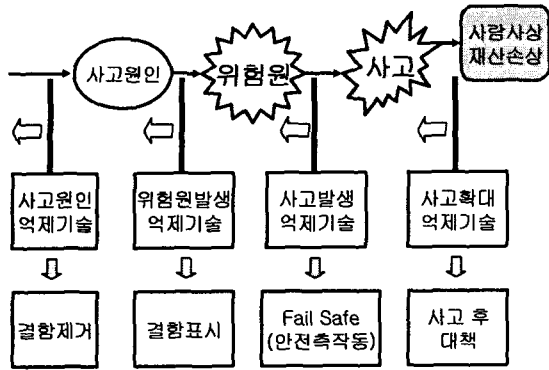 사고원인
위험원
사고
사람사상
재산손상
사고원인
억제기술
위험원발생
억제기술
사고발생
억제기술
사고확대
억제기술
결함제거
결함표시
Fail Safe
(안전측작동)
사고 후
대책